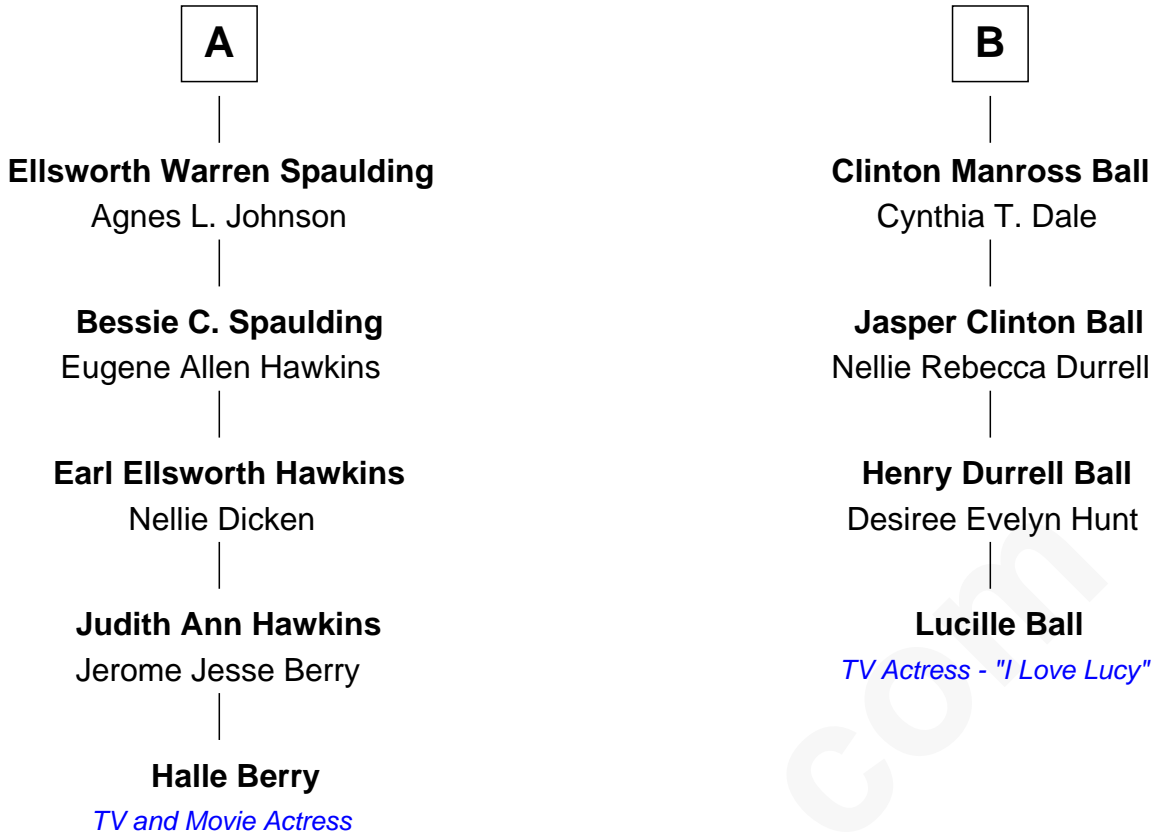 A
Ellsworth Warren Spaulding
Agnes L. Johnson
Bessie C. Spaulding
Eugene Allen Hawkins
Earl Ellsworth Hawkins
Nellie Dicken
Judith Ann Hawkins
Jerome Jesse Berry
Halle Berry
TV and Movie Actress
B
Clinton Manross Ball
Cynthia T. Dale
Jasper Clinton Ball
Nellie Rebecca Durrell
Henry Durrell Ball
Desiree Evelyn Hunt
Lucille Ball
TV Actress - "I Love Lucy"
com